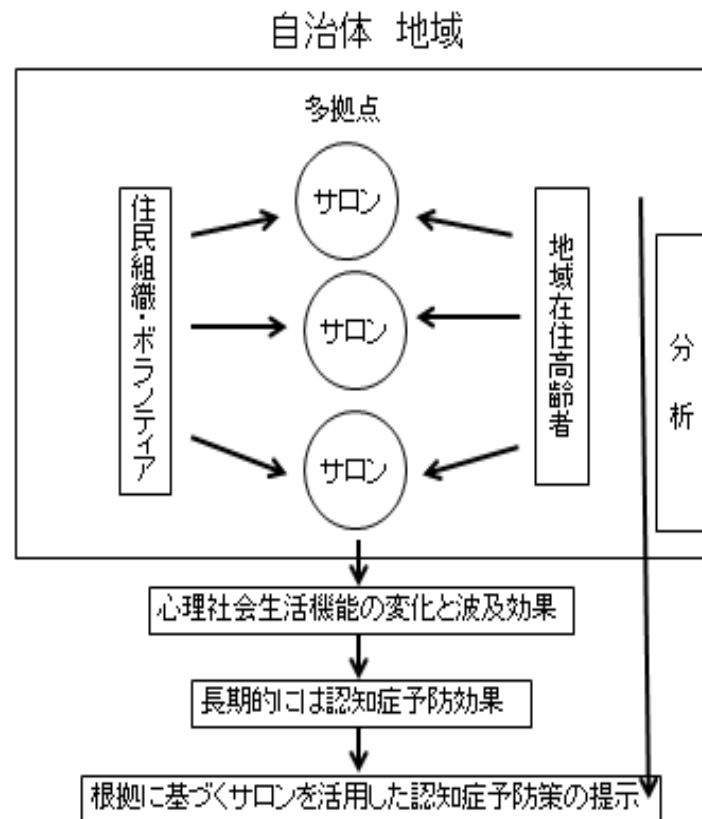 自治体 地域
多拠点
サロン
サロン
サロン
住民組織・ボランティア
地域在住高齢者
分析
心理社会生活機能の変化と波及効果
長期的には認知症予防効果
根拠に基づくサロンを活用した認知症予防策の提示